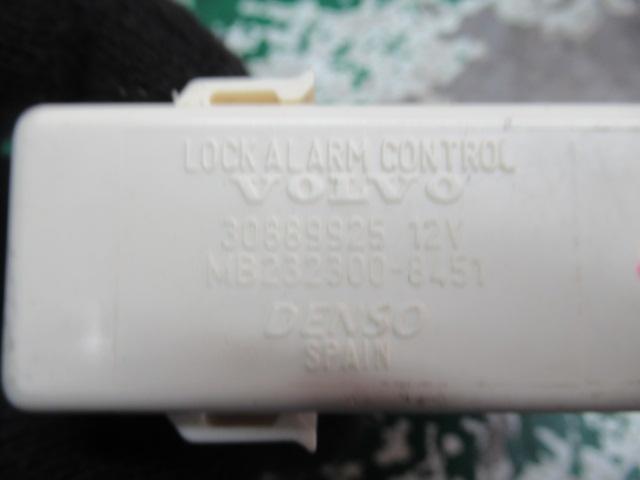 LOCK ALARM CONTROL
VOLVO
30889925 12V
MB232300-8451
DENSO
SPAIN